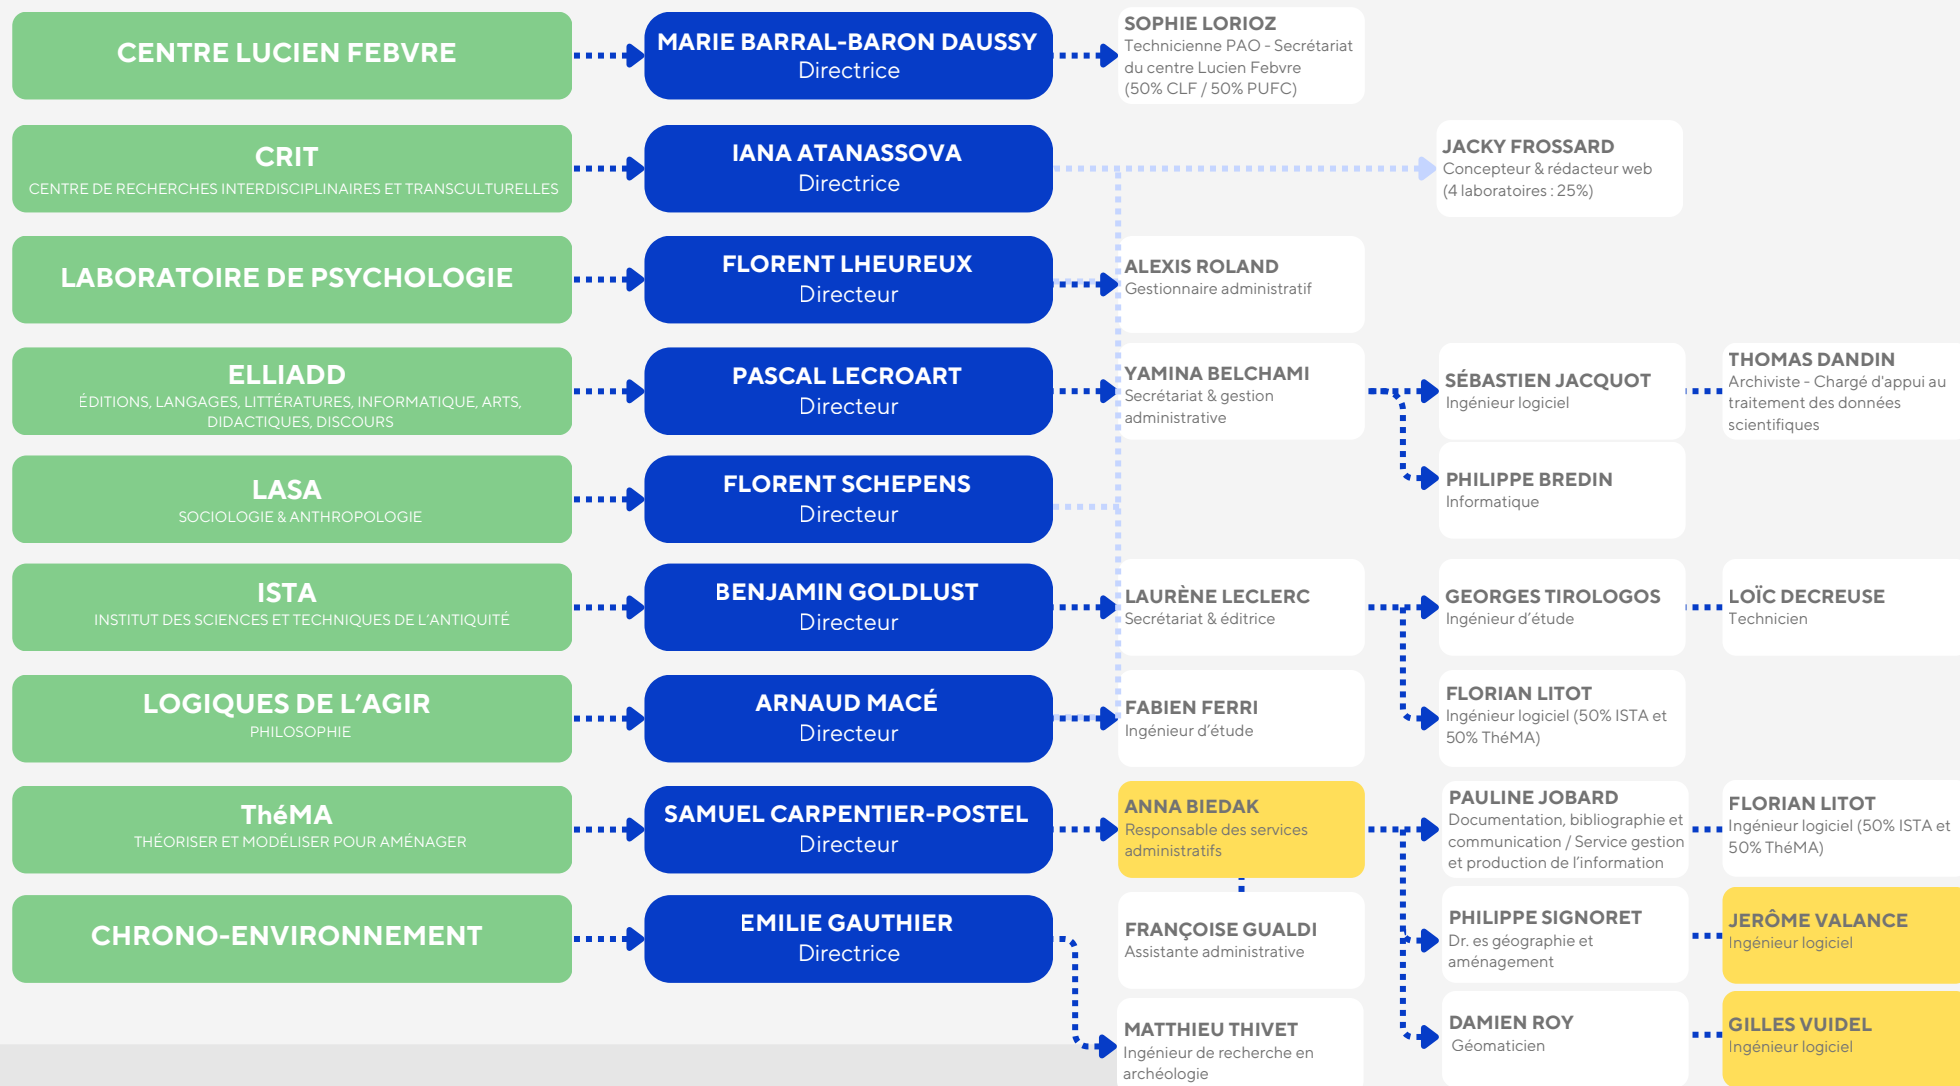 CENTRE LUCIEN FEBVRE
MARIE BARRAL-BARON DAUSSY
Directrice
SOPHIE LORIOZ
Technicienne PAO - Secrétariat
du centre Lucien Febvre
(50% CLF / 50% PUFC)
CRIT
CENTRE DE RECHERCHES INTERDISCIPLINAIRES ET TRANSCULTURELLES
IANA ATANASSOVA
Directrice
JACKY FROSSARD
Concepteur & rédacteur web
(4 laboratoires : 25%)
LABORATOIRE DE PSYCHOLOGIE
FLORENT LHEUREUX
Directeur
ALEXIS ROLAND
Gestionnaire administratif
ELLIADD
ÉDITIONS, LANGAGES, LITTÉRATURES, INFORMATIQUE, ARTS,
DIDACTIQUES, DISCOURS
PASCAL LECROART
Directeur
YAMINA BELCHAMI
Secrétariat & gestion
administrative
SÉBASTIEN JACQUOT
Ingénieur logiciel
THOMAS DANDIN
Archiviste - Chargé d'appui au
traitement des données
scientifiques
PHILIPPE BREDIN
Informatique
LASA
SOCIOLOGIE & ANTHROPOLOGIE
FLORENT SCHEPENS
Directeur
ISTA
INSTITUT DES SCIENCES ET TECHNIQUES DE L'ANTIQUITÉ
BENJAMIN GOLDLUST
Directeur
LAURÈNE LECLERC
Secrétariat & éditrice
GEORGES TIROLOGOS
Ingénieur d'étude
LOÏC DECREUSE
Technicien
LOGIQUES DE L'AGIR
PHILOSOPHIE
ARNAUD MACÉ
Directeur
FABIEN FERRI
Ingénieur d'étude
FLORIAN LITOT
Ingénieur logiciel (50% ISTA et
50% ThéMA)
ThéMA
THÉORISER ET MODÉLISER POUR AMÉNAGER
SAMUEL CARPENTIER-POSTEL
Directeur
ANNA BIEDAK
Responsable des services
administratifs
PAULINE JOBARD
Documentation, bibliographie et
communication / Service gestion
et production de l'information
FLORIAN LITOT
Ingénieur logiciel (50% ISTA et
50% ThéMA)
CHRONO-ENVIRONNEMENT
EMILIE GAUTHIER
Directrice
FRANÇOISE GUALDI
Assistante administrative
PHILIPPE SIGNORET
Dr. es géographie et
aménagement
JERÔME VALANCE
Ingénieur logiciel
MATTHIEU THIVET
Ingénieur de recherche en
archéologie
DAMIEN ROY
Géomaticien
GILLES VUIDEL
Ingénieur logiciel